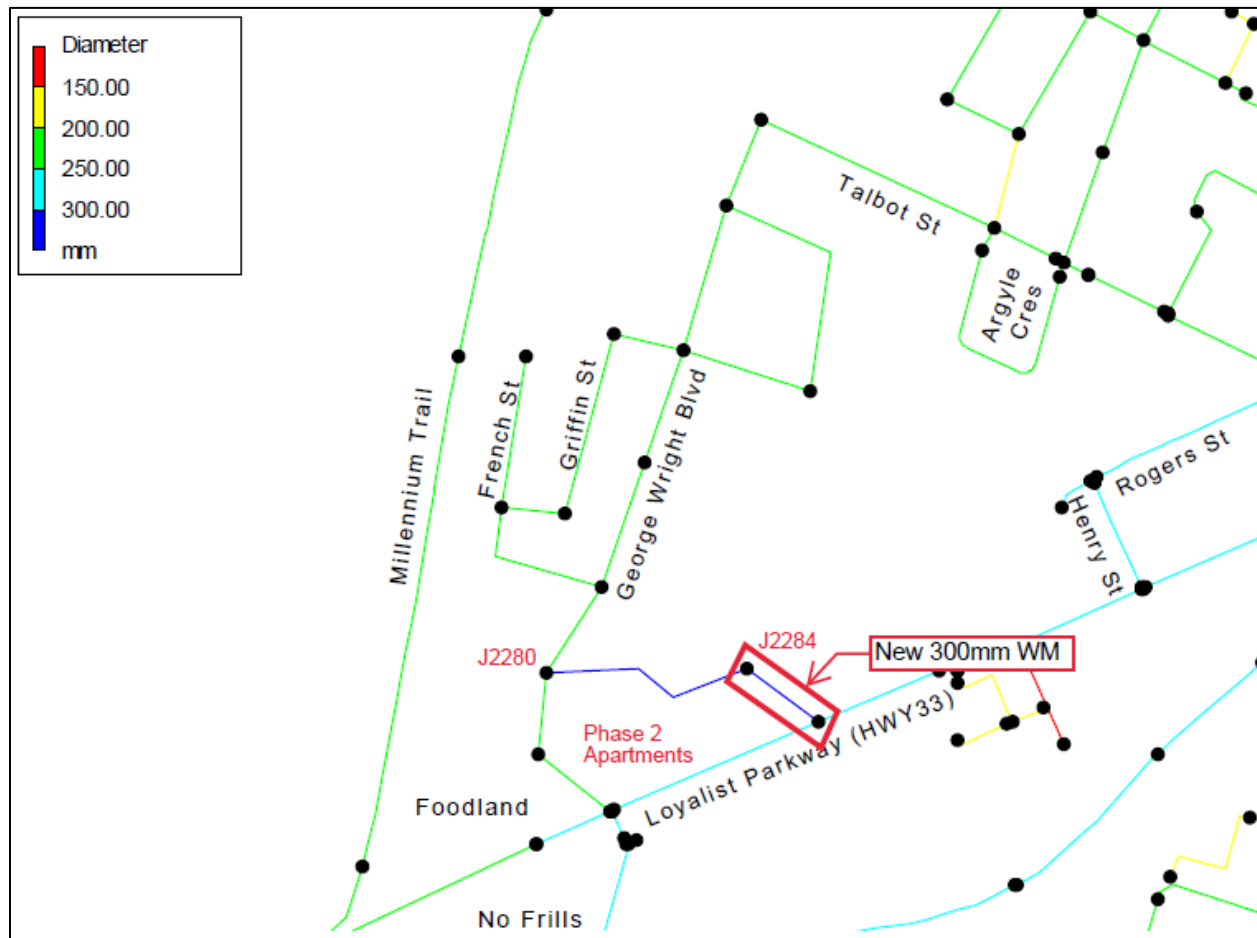 Diameter
150.00
200.00
250.00
300.00
mm
Talbot St
Argyle
Cres
Millennium Trail
French St
Griffin St
George Wright Blvd
Rogers St
Henry St
J2280
J2284
New 300mm WM
Phase 2
Apartments
Loyalist Parkway (HWY33)
Foodland
No Frills